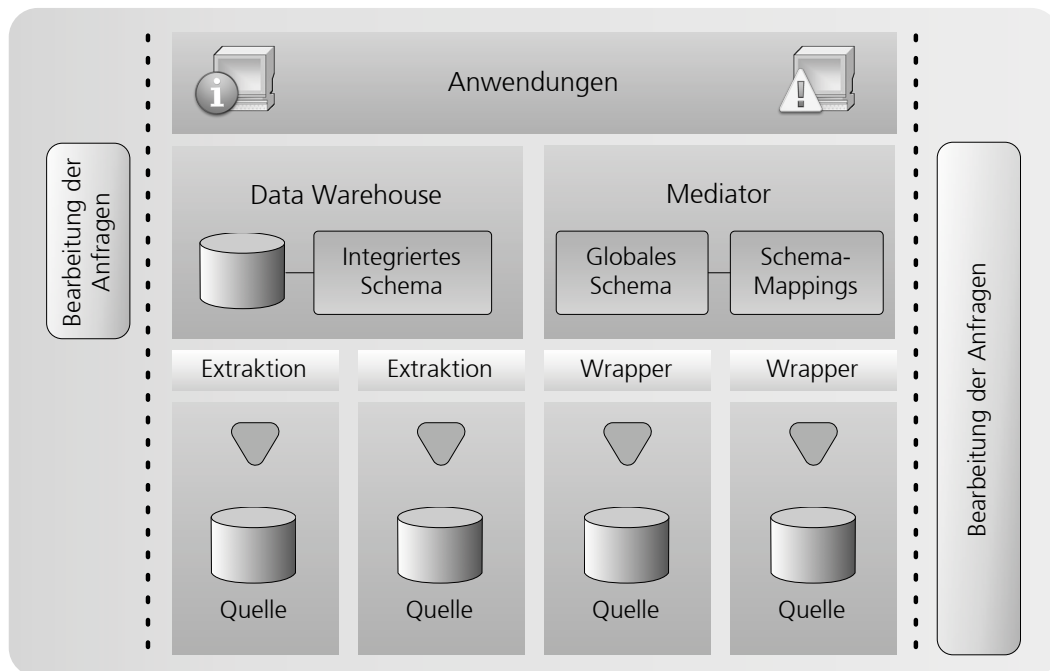 Anwendungen
Bearbeitung der
Anfragen
Data Warehouse
Integriertes
Schema
Mediator
Globales
Schema
Schema-
Mappings
Bearbeitung der Anfragen
Extraktion
Extraktion
Wrapper
Wrapper
Quelle
Quelle
Quelle
Quelle